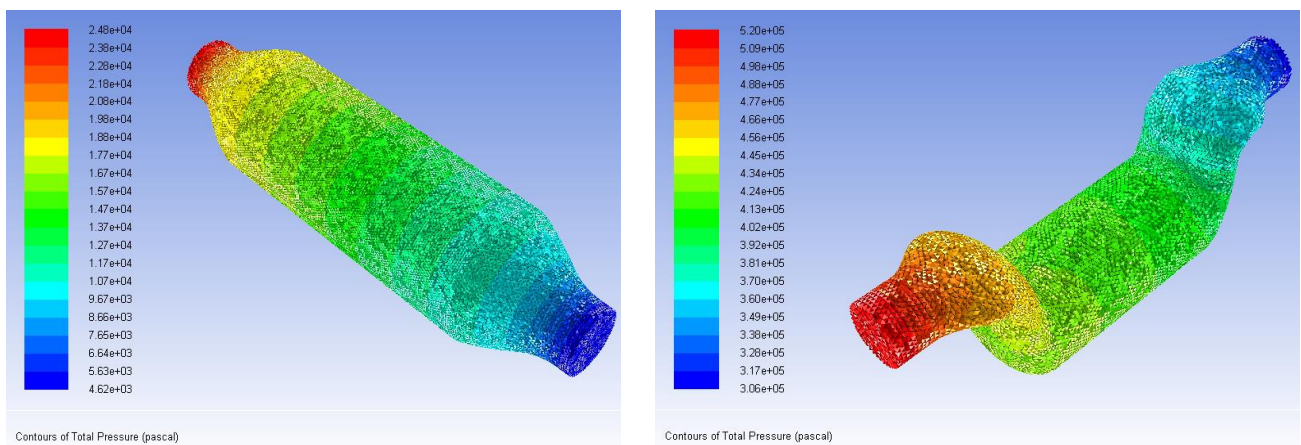 2.48e+04
2.38e+04
2.28e+04
2.18e+04
2.08e+04
1.98e+04
1.88e+04
1.77e+04
1.67e+04
1.57e+04
1.47e+04
1.37e+04
1.27e+04
1.17e+04
1.07e+04
9.67e+03
8.66e+03
7.65e+03
6.64e+03
5.63e+03
4.62e+03
Contours of Total Pressure (pascal)
5.20e+05
5.09e+05
4.98e+05
4.88e+05
4.77e+05
4.66e+05
4.56e+05
4.45e+05
4.34e+05
4.24e+05
4.13e+05
4.02e+05
3.92e+05
3.81e+05
3.70e+05
3.60e+05
3.49e+05
3.38e+05
3.28e+05
3.17e+05
3.06e+05
Contours of Total Pressure (pascal)